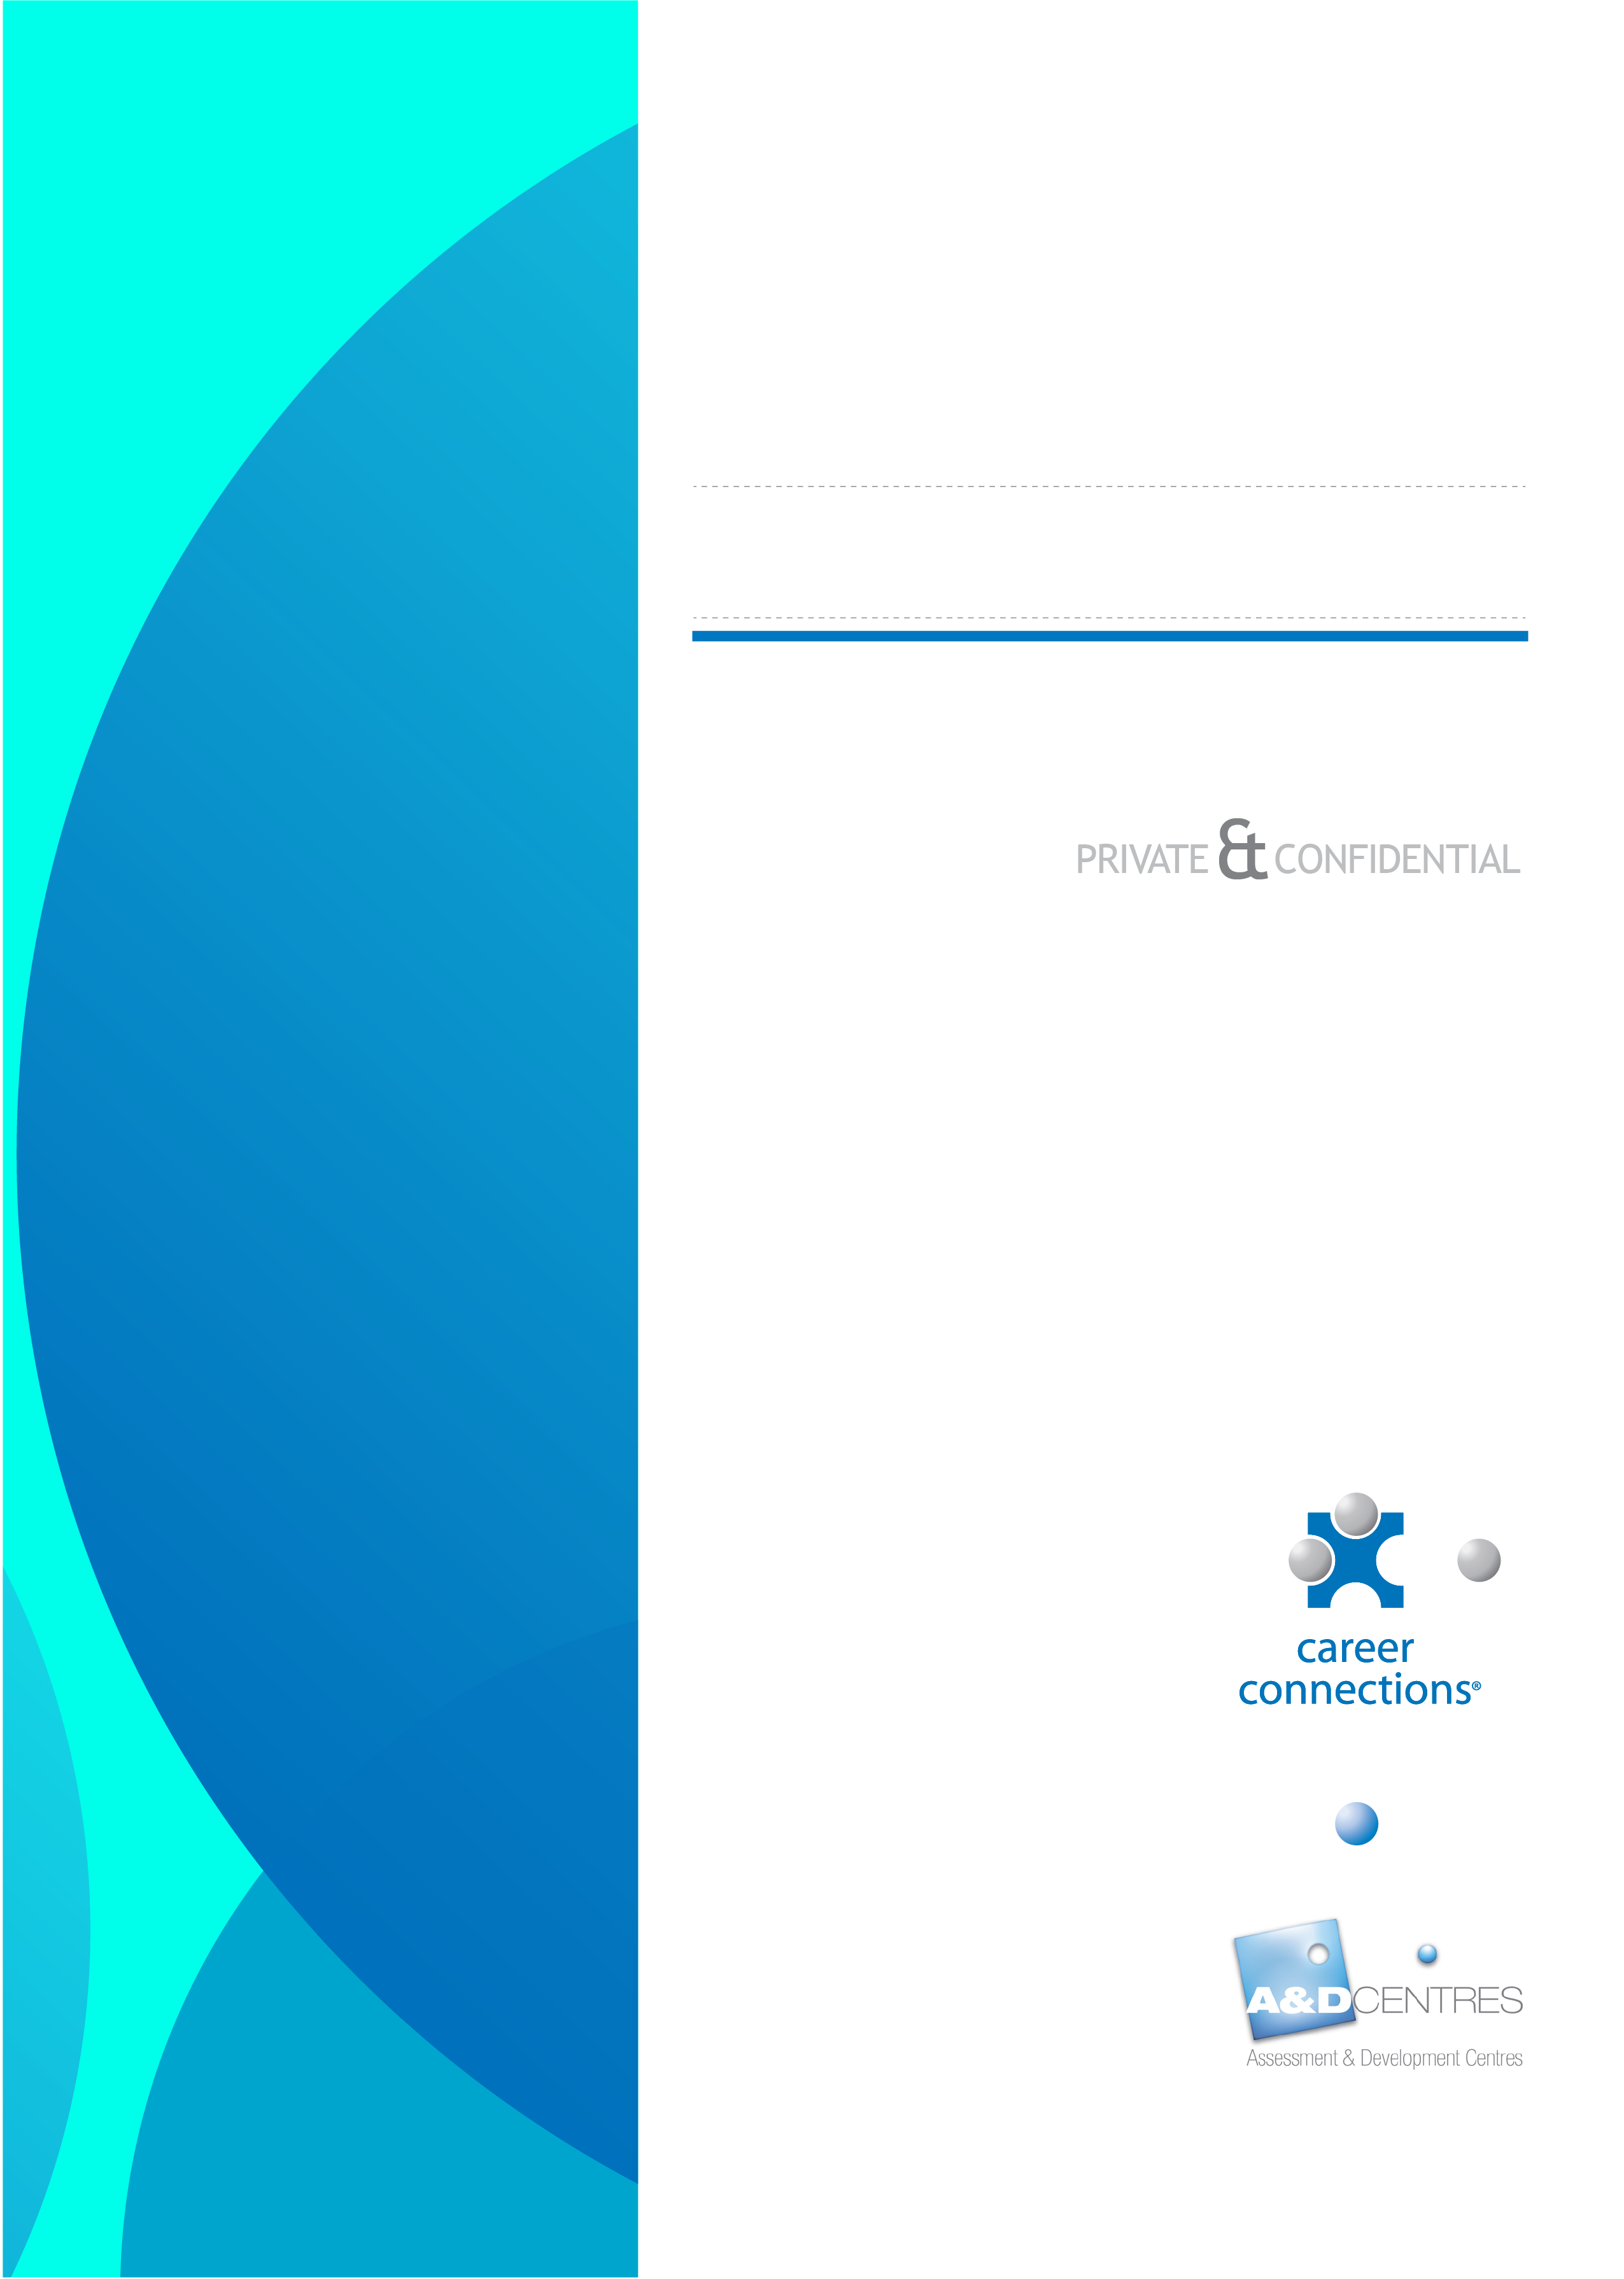 PRIVATE & CONFIDENTIAL
career
connections®
A&DCENTRES
Assessment & Development Centres